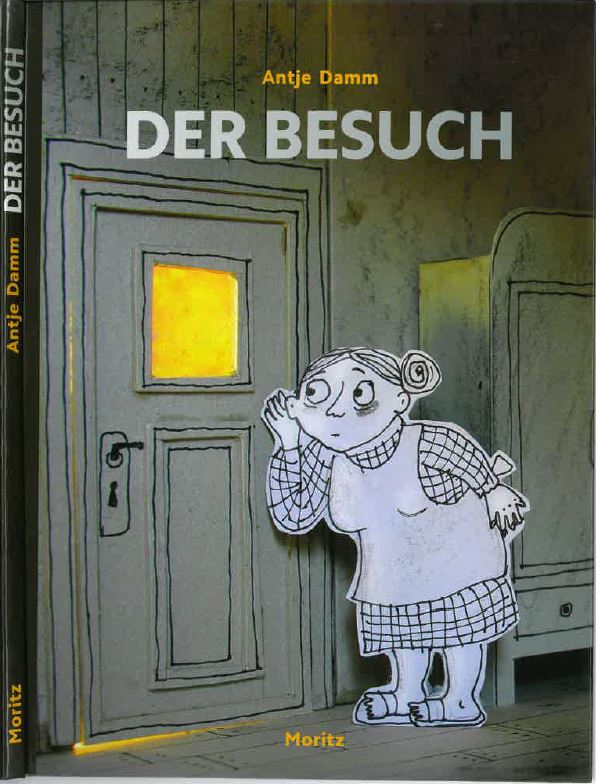 Antje Damm
DER BESUCH
Moritz
DER BESUCH
Antje Damm
Moritz